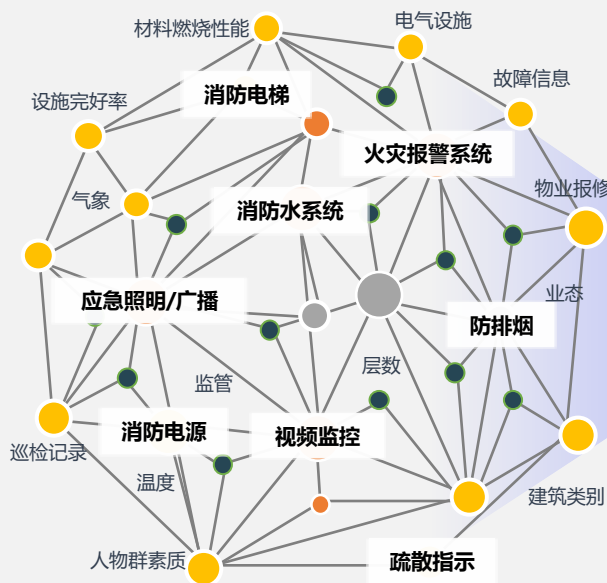 材料燃烧性能
电气设施
故障信息
消防电梯
设施完好率
火灾报警系统
物业报修
气象
消防水系统
应急照明/广播
业态
防排烟
层数
监管
消防电源
视频监控
巡检记录
温度
建筑类别
人物群素质
疏散指示